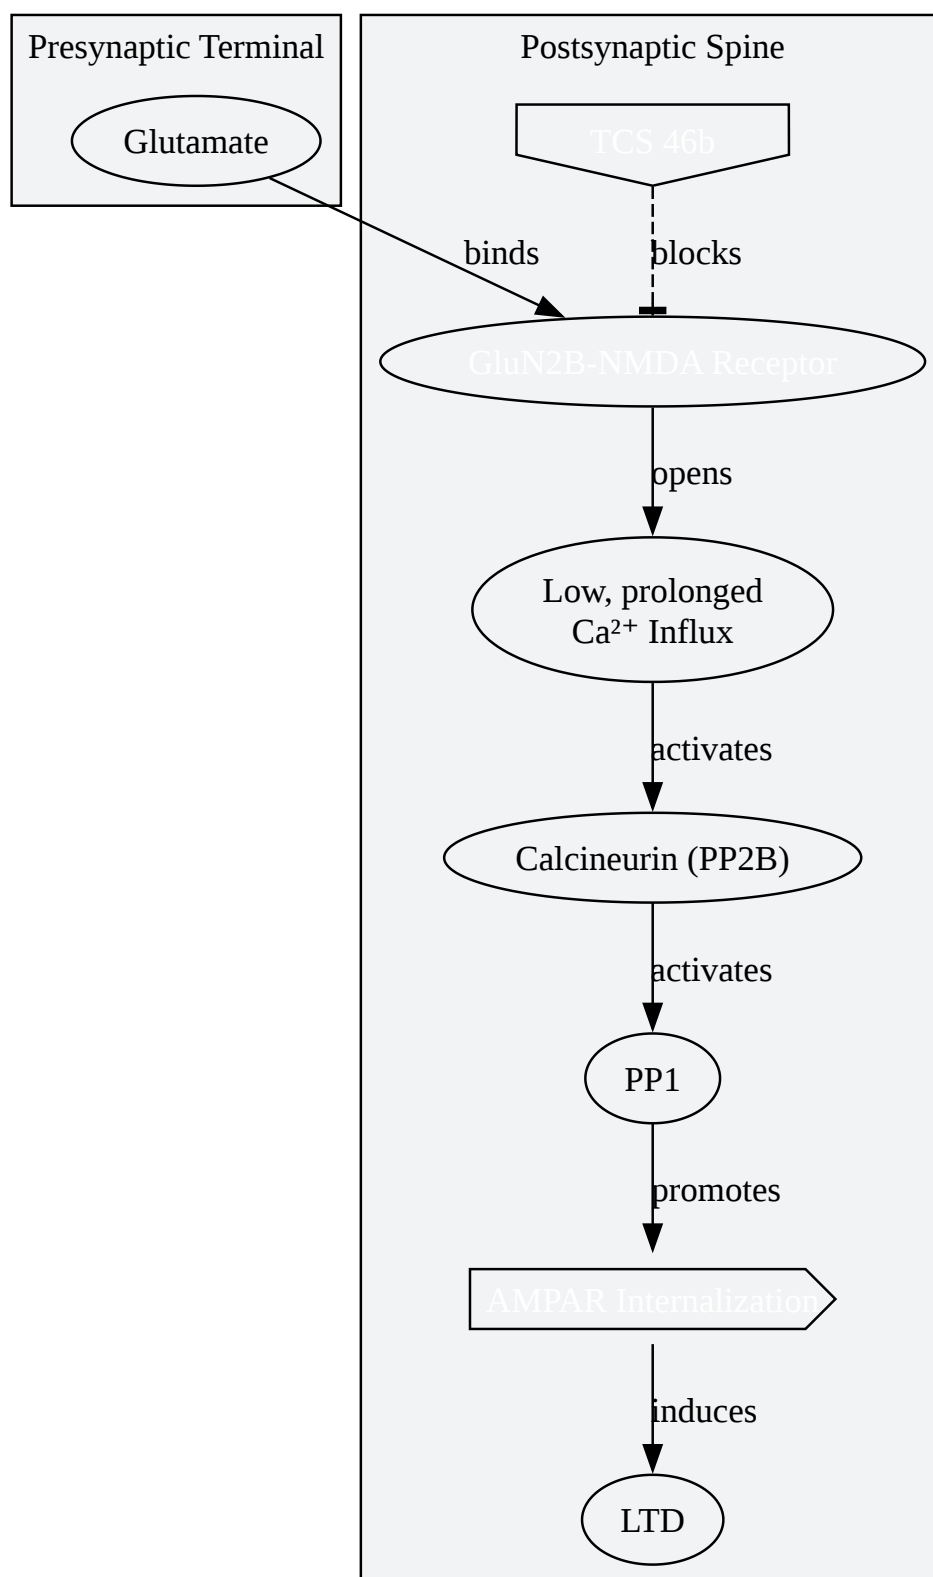 Presynaptic Terminal
Postsynaptic Spine
Glutamate
TCS 46b
binds
blocks
GluN2B-NMDA Receptor
opens
Low, prolonged
Ca²⁺ Influx
activates
Calcineurin (PP2B)
activates
PP1
promotes
AMPAR Internalization
induces
LTD